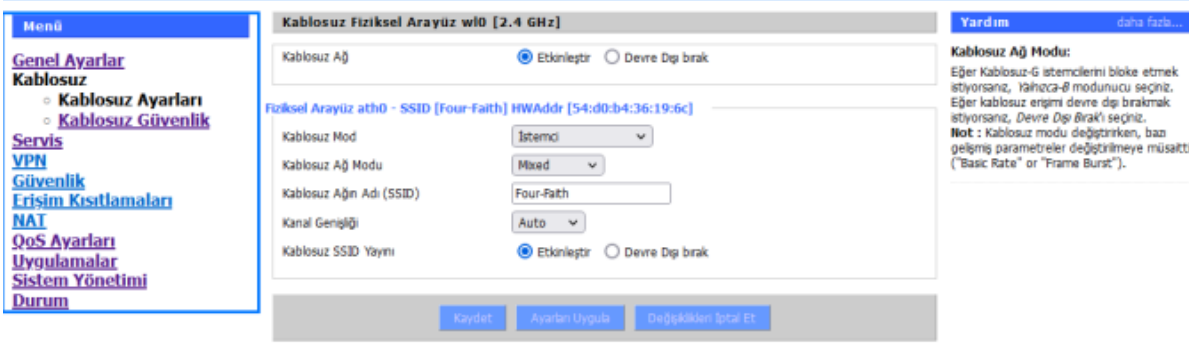 Menü
Genel Ayarlar
Kablosuz
Kablosuz Ayarları
Kablosuz Güvenlik
Servis
VPN
Güvenlik
Erişim Kısıtlamaları
NAT
QoS Ayarları
Uygulamalar
Sistem Yönetimi
Durum
Kablosuz Fiziksel Arayüz wl0 [2.4 GHz]
Kablosuz Ağ Etkinleştir Devre Dışı bırak
Fiziksel Arayüz ath0 - SSID [Four-Faith] HWAddr [54:d0:b4:36:19:6c]
Kablosuz Mod İstemci
Kablosuz Ağ Modu Mixed
Kablosuz Ağın Adı (SSID) Four-Faith
Kanal Genişliği Auto
Kablosuz SSID Yayını Etkinleştir Devre Dışı bırak
Kaydet Ayarları Uygula Değişiklikleri İptal Et
Yardım daha fazla...
Kablosuz Ağ Modu:
Eğer Kablosuz-G istemcilerini bloke etmek
istiyorsanız, Yalnızca-B modunucu seçiniz.
Eğer kablosuz erişimi devre dışı bırakmak
istiyorsanız, Devre Dışı Bırak'ı seçiniz.
Not : Kablosuz modu değiştirirken, bazı
gelişmiş parametreler değiştirilmeye müsaitti
("Basic Rate" or "Frame Burst").